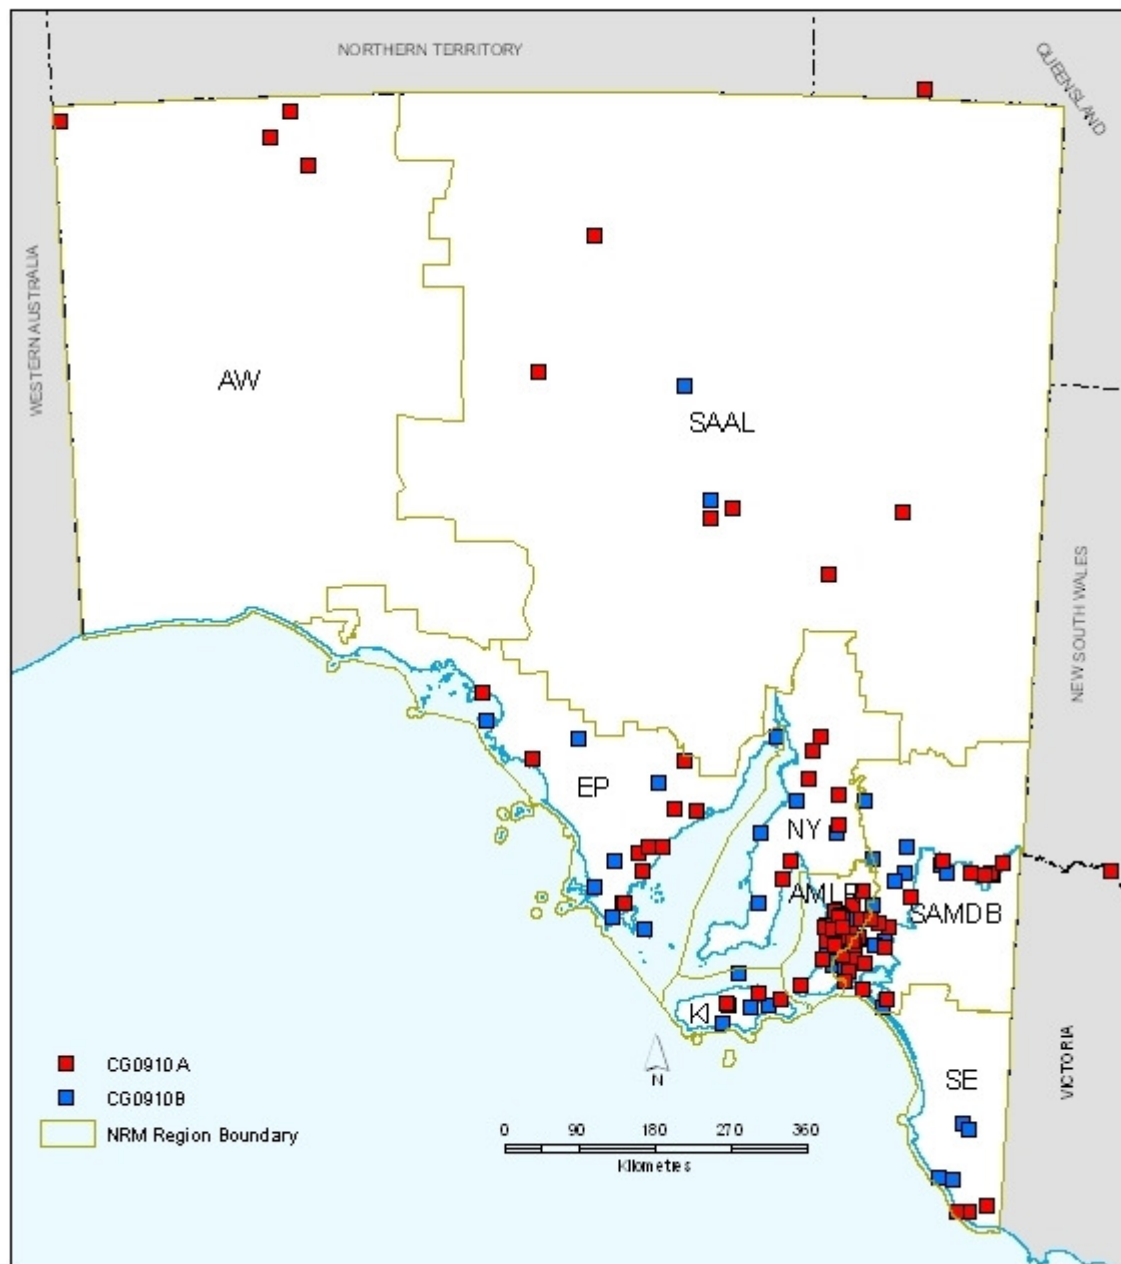 NORTHERN TERRITORY
QUEENSLAND
WESTERN AUSTRALIA
AW
SAAL
NEW SOUTH WALES
EP
NY
AMLR
SAMDB
KI
N
SE
VICTORIA
CG0910A
CG0910B
NRM Region Boundary
0 90 180 270 360
Kilometres